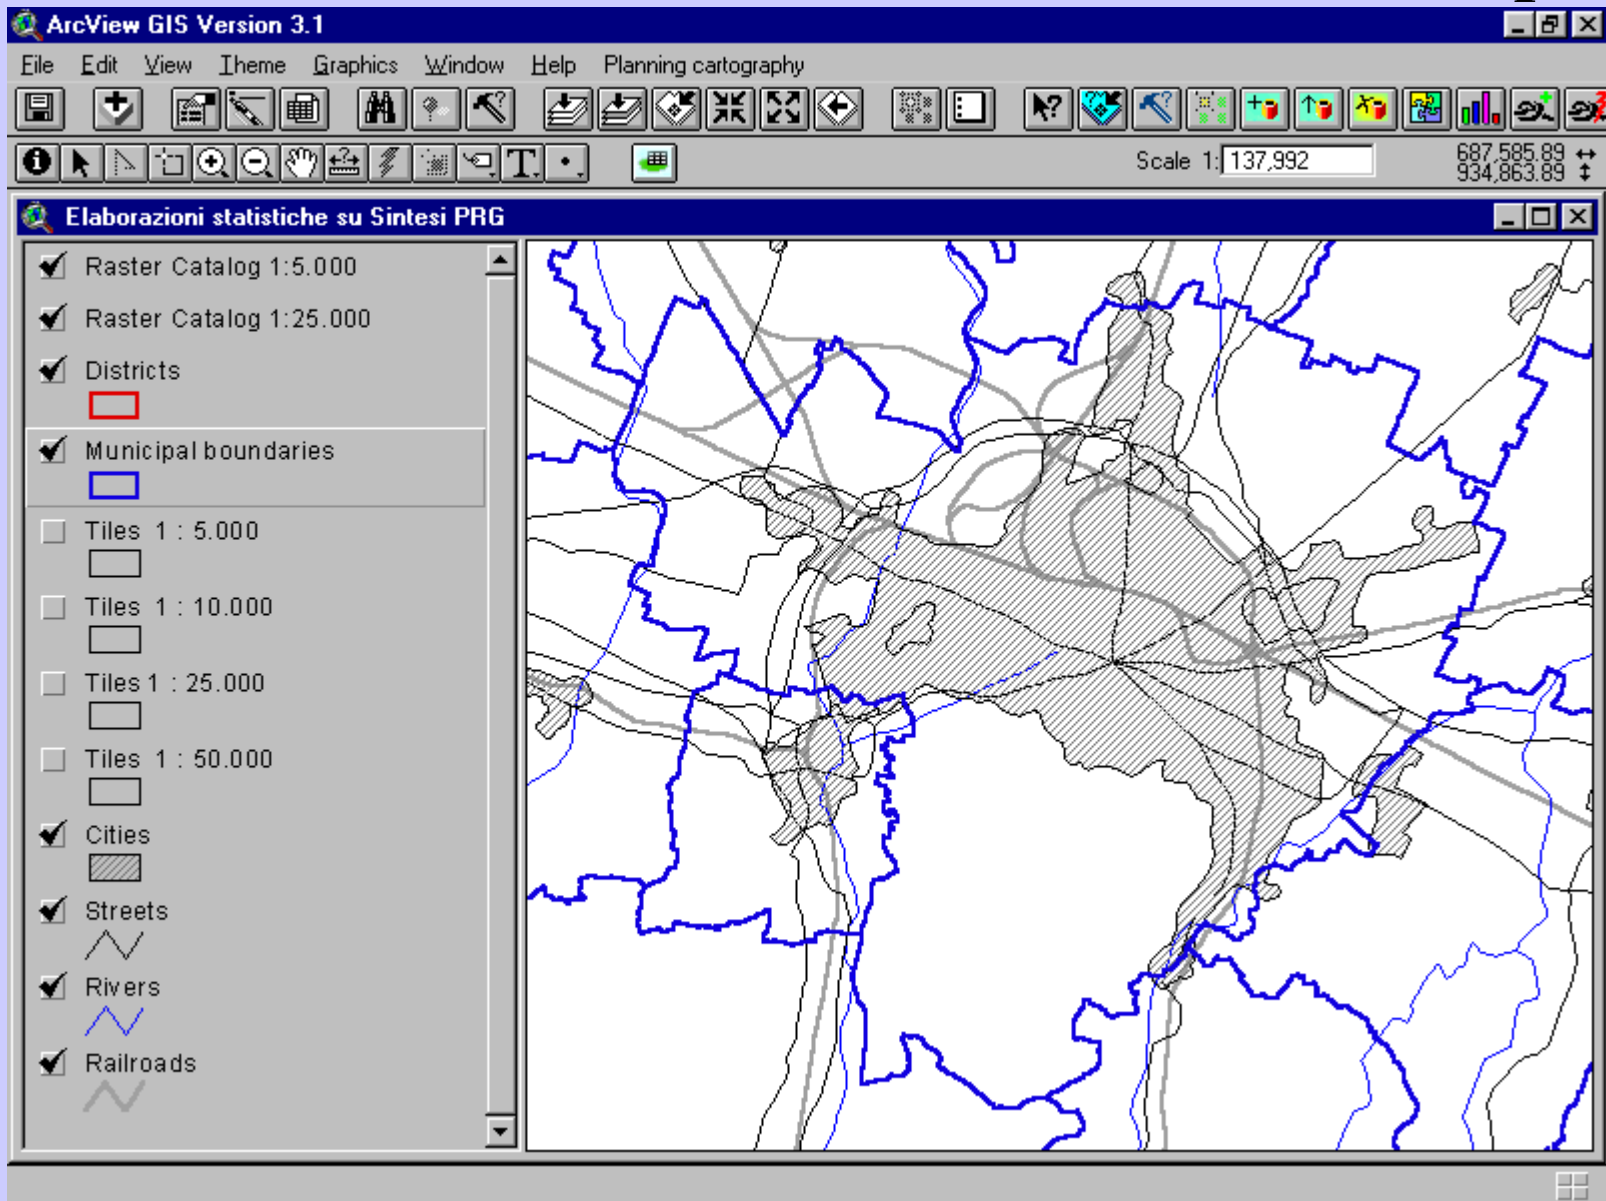 ArcView GIS Version 3.1
File Edit View Theme Graphics Window Help Planning cartography
Scale 1: 137,992 687,585.89
934,863.89
Elaborazioni statistiche su Sintesi PRG
Raster Catalog 1:5.000
Raster Catalog 1:25.000
Districts
Municipal boundaries
Tiles 1 : 5.000
Tiles 1 : 10.000
Tiles 1 : 25.000
Tiles 1 : 50.000
Cities
Streets
Rivers
Railroads